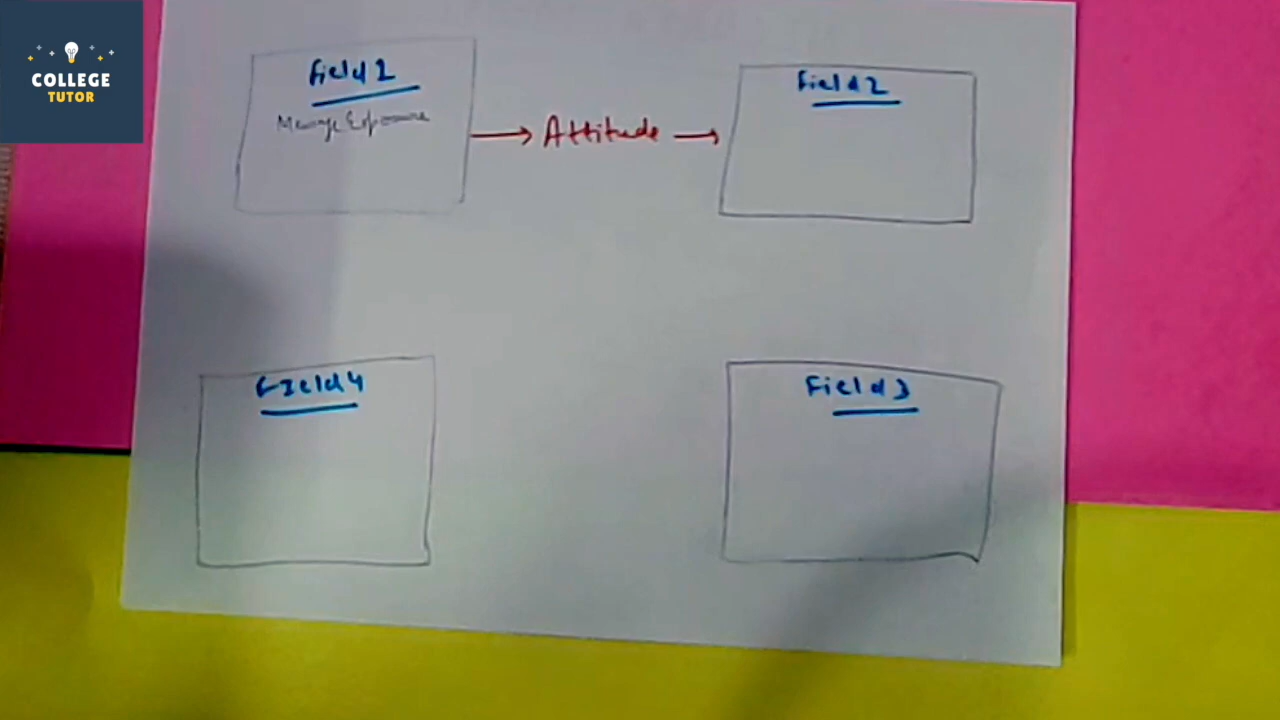 COLLEGE
TUTOR
Field 1
Message Exposure
Attitude
Field 2
FIeld 4
Field 3